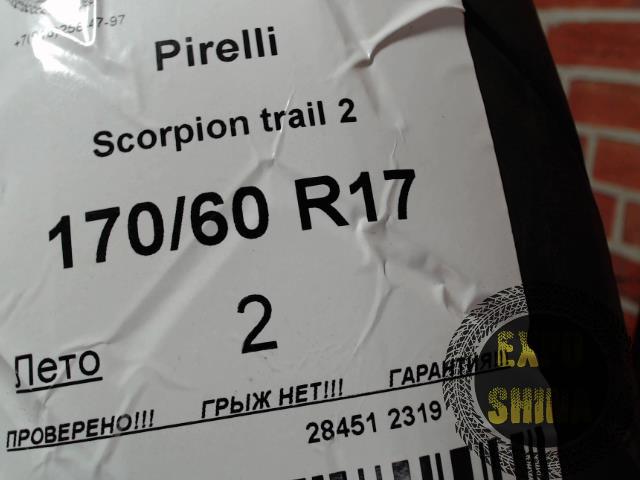 Pirelli
Scorpion trail 2
170/60 R17
2
Лето
ПРОВЕРЕНО!!! ГРЫЖ НЕТ!!! ГАРАНТИЯ!!!
28451 2319